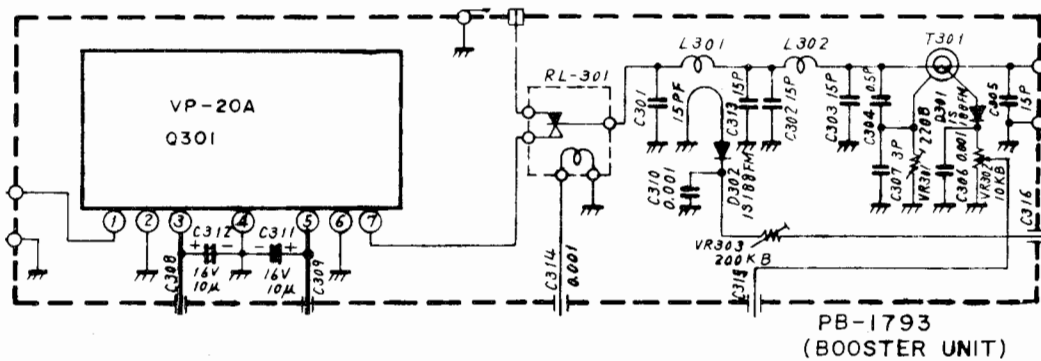 VP-20A
Q301
1
2
3
4
5
6
7
+ C312 -
16V
10μ
- C311 +
16V
10μ
C308
C309
RL-301
C314
0.001
C301
15PF
L301
C313
15P
C302 15P
L302
C303 15P
C304
0.5P
C307 3P
VR301
220B
T301
D301
1S188FM
C306 0.001
VR302
10KB
C305
15P
C310
0.001
D302
1S188FM
VR303
200KB
C315
C316
PB-1793
(BOOSTER UNIT)